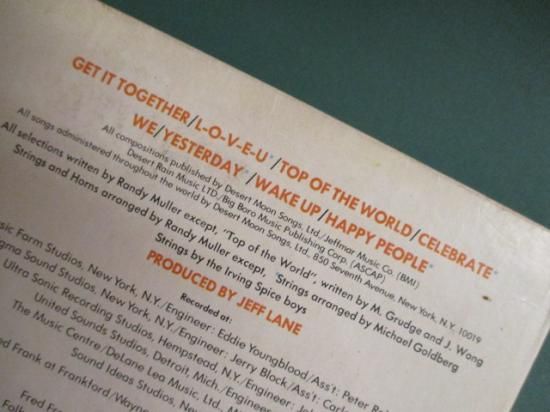 GET IT TOGETHER/L-O-V-E-U*/TOP OF THE WORLD/CELEBRATE*
WE/YESTERDAY*/WAKE UP/HAPPY PEOPLE*
All compositions published by Desert Moon Songs, Ltd./Jeffmar Music Co. (BMI)
Desert Rain Music LTD./Big Boro Music Publishing Corp. (ASCAP)
All songs administered throughout the world by Desert Moon Songs, Ltd. 850 Seventh Avenue, New York, N.Y. 10019
All selections written by Randy Muller except, "Top of the World", written by M. Grudge and J. Wong
Strings and Horns arranged by Randy Muller except, *Strings arranged by Michael Goldberg
Strings by the Irving Spice boys
PRODUCED BY JEFF LANE
Recorded at:
Music Farm Studios, New York, N.Y./Engineer: Eddie Youngblood/Ass't: Peter
Sound Studios, New York, N.Y./Engineer: Jerry Block/Ass't:
Ultra Sonic Recording Studios, Hempstead, N.Y./Engineer:
United Sounds Studios, Detroit, Mich./Engineer:
The Music Centre/DeLane Lea Music, Ltd.,
Sound Ideas Studios, New
Frank at Frankford/Wayne
Fred